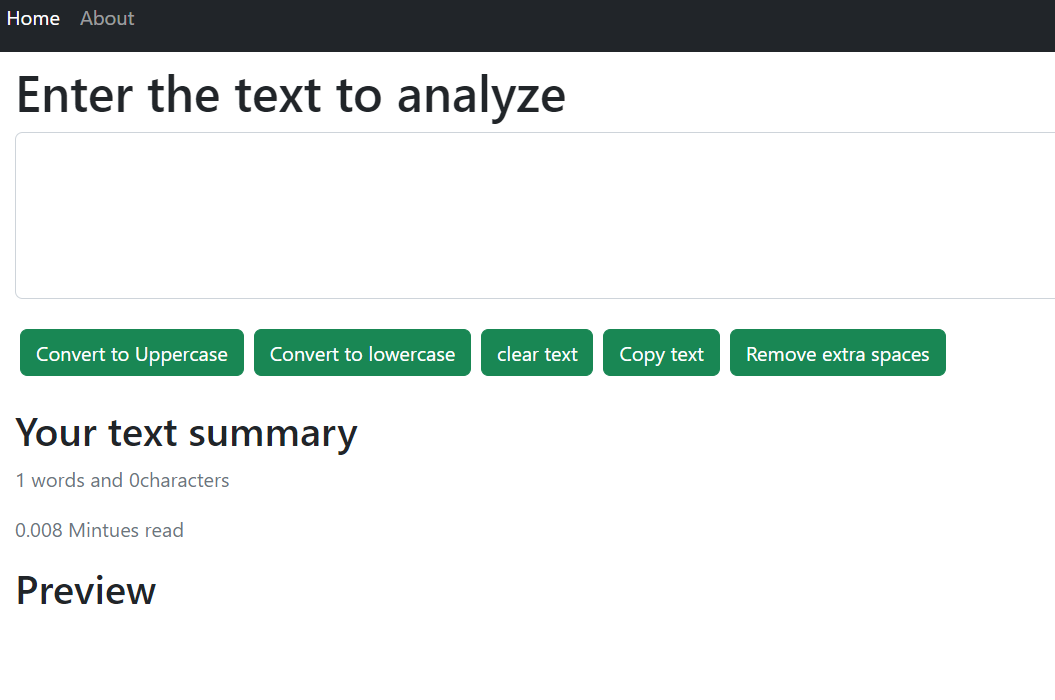 Home About
Enter the text to analyze
Convert to Uppercase Convert to lowercase clear text Copy text Remove extra spaces
Your text summary
1 words and 0characters
0.008 Mintues read
Preview